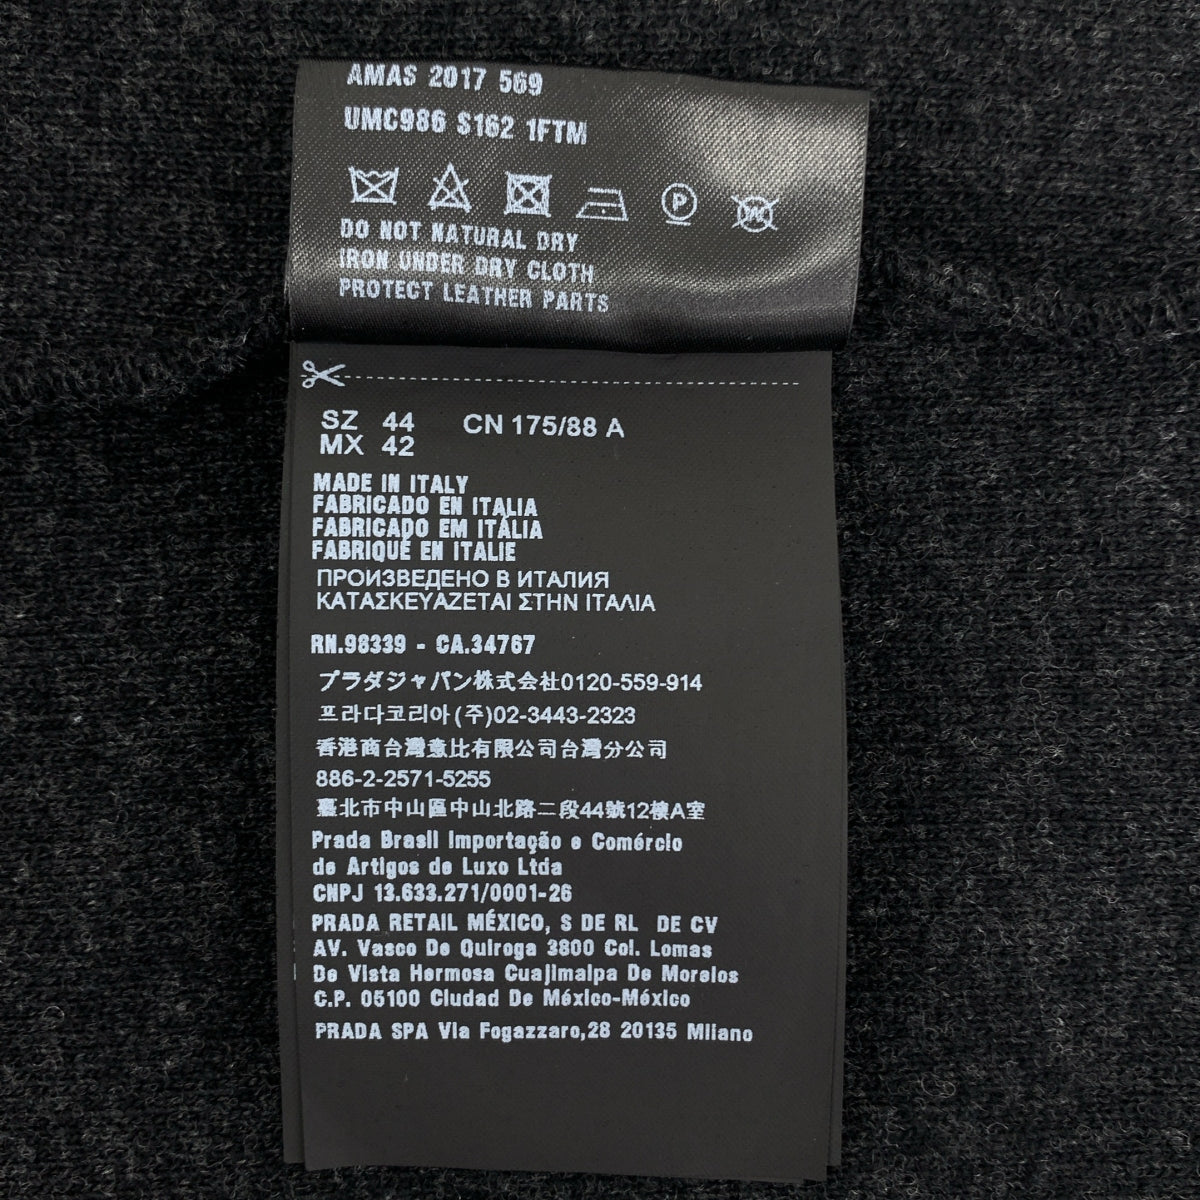 AMAS 2017 569
UMC986 S162 1FTM
P W
DO NOT NATURAL DRY
IRON UNDER DRY CLOTH
PROTECT LEATHER PARTS
SZ 44 CN 175/88 A
MX 42
MADE IN ITALY
FABRICADO EN ITALIA
FABRICADO EM ITÁLIA
FABRIQUÉ EN ITALIE
ПРОИЗВЕДЕНО В ИТАЛИЯ
ΚΑΤΑΣΚΕΥΑΖΕΤΑΙ ΣΤΗΝ ΙΤΑΛΙΑ
RN.98339 - CA.34767
プラダジャパン株式会社0120-559-914
프라다코리아(주)02-3443-2323
香港商台灣意比有限公司台灣分公司
886-2-2571-5255
臺北市中山區中山北路二段44號12樓A室
Prada Brasil Importação e Comércio
de Artigos de Luxo Ltda
CNPJ 13.633.271/0001-26
PRADA RETAIL MÉXICO, S DE RL DE CV
AV. Vasco De Quiroga 3800 Col. Lomas
De Vista Hermosa Cuajimalpa De Morelos
C.P. 05100 Ciudad De México-México
PRADA SPA Via Fogazzaro,28 20135 Milano